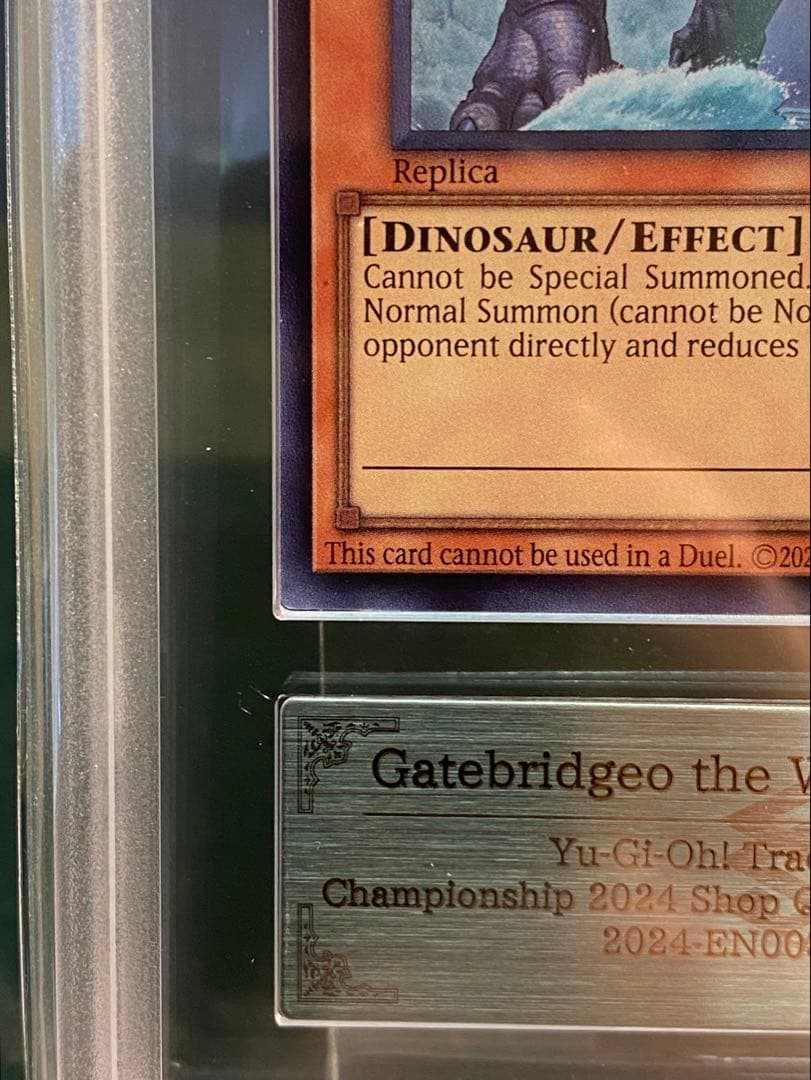 Replica
[DINOSAUR/EFFECT]
Cannot be Special Summoned.
Normal Summon (cannot be No
opponent directly and reduces
This card cannot be used in a Duel. ©202
Gatebridgeo the W
Yu-Gi-Oh! Tra
Championship 2024 Shop
2024-EN00